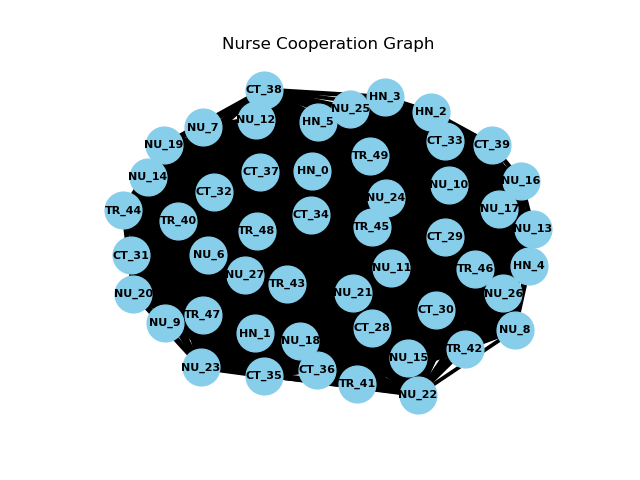 Nurse Cooperation Graph
CT_38
HN_3
NU_25
HN_2
NU_12
HN_5
NU_7
CT_33
NU_19
CT_39
TR_49
CT_37
HN_0
NU_14
NU_16
NU_10
CT_32
NU_24
TR_44
NU_17
CT_34
TR_40
TR_45
NU_13
TR_48
CT_29
CT_31
NU_6
HN_4
NU_11
TR_46
NU_27
TR_43
NU_20
NU_21
NU_26
CT_30
TR_47
NU_9
CT_28
NU_8
HN_1
NU_18
TR_42
NU_15
NU_23
CT_36
CT_35
TR_41
NU_22